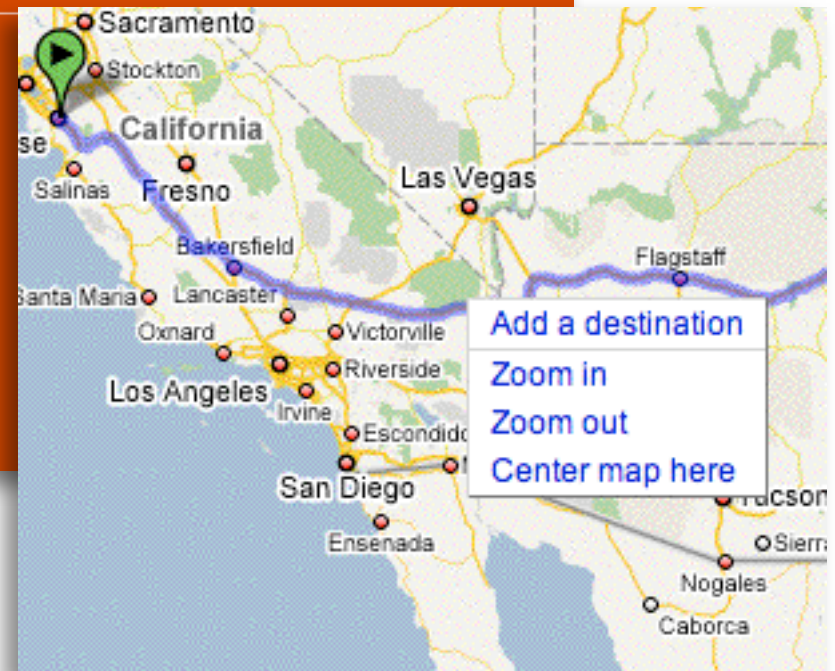 Sacramento
Stockton
California
se
Salinas
Fresno
Las Vegas
Bakersfield
Flagstaff
Santa Maria
Lancaster
Add a destination
Oxnard
Victorville
Zoom in
Riverside
Los Angeles
Irvine
Zoom out
Escondido
Center map here
San Diego
Tucson
Ensenada
Sierra
Nogales
Caborca